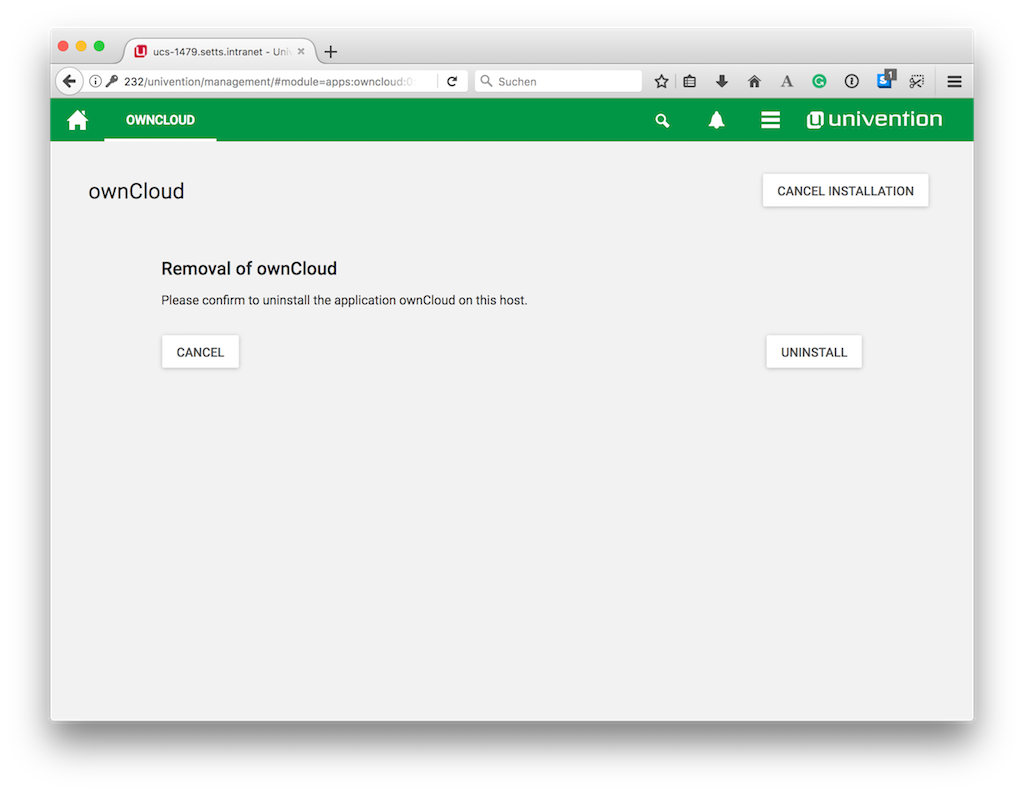 ucs-1479.setts.intranet - Uni
232/univention/management/#module=apps:owncloud:0
Suchen
1
OWNCLOUD
univention
ownCloud
CANCEL INSTALLATION
Removal of ownCloud
Please confirm to uninstall the application ownCloud on this host.
CANCEL
UNINSTALL